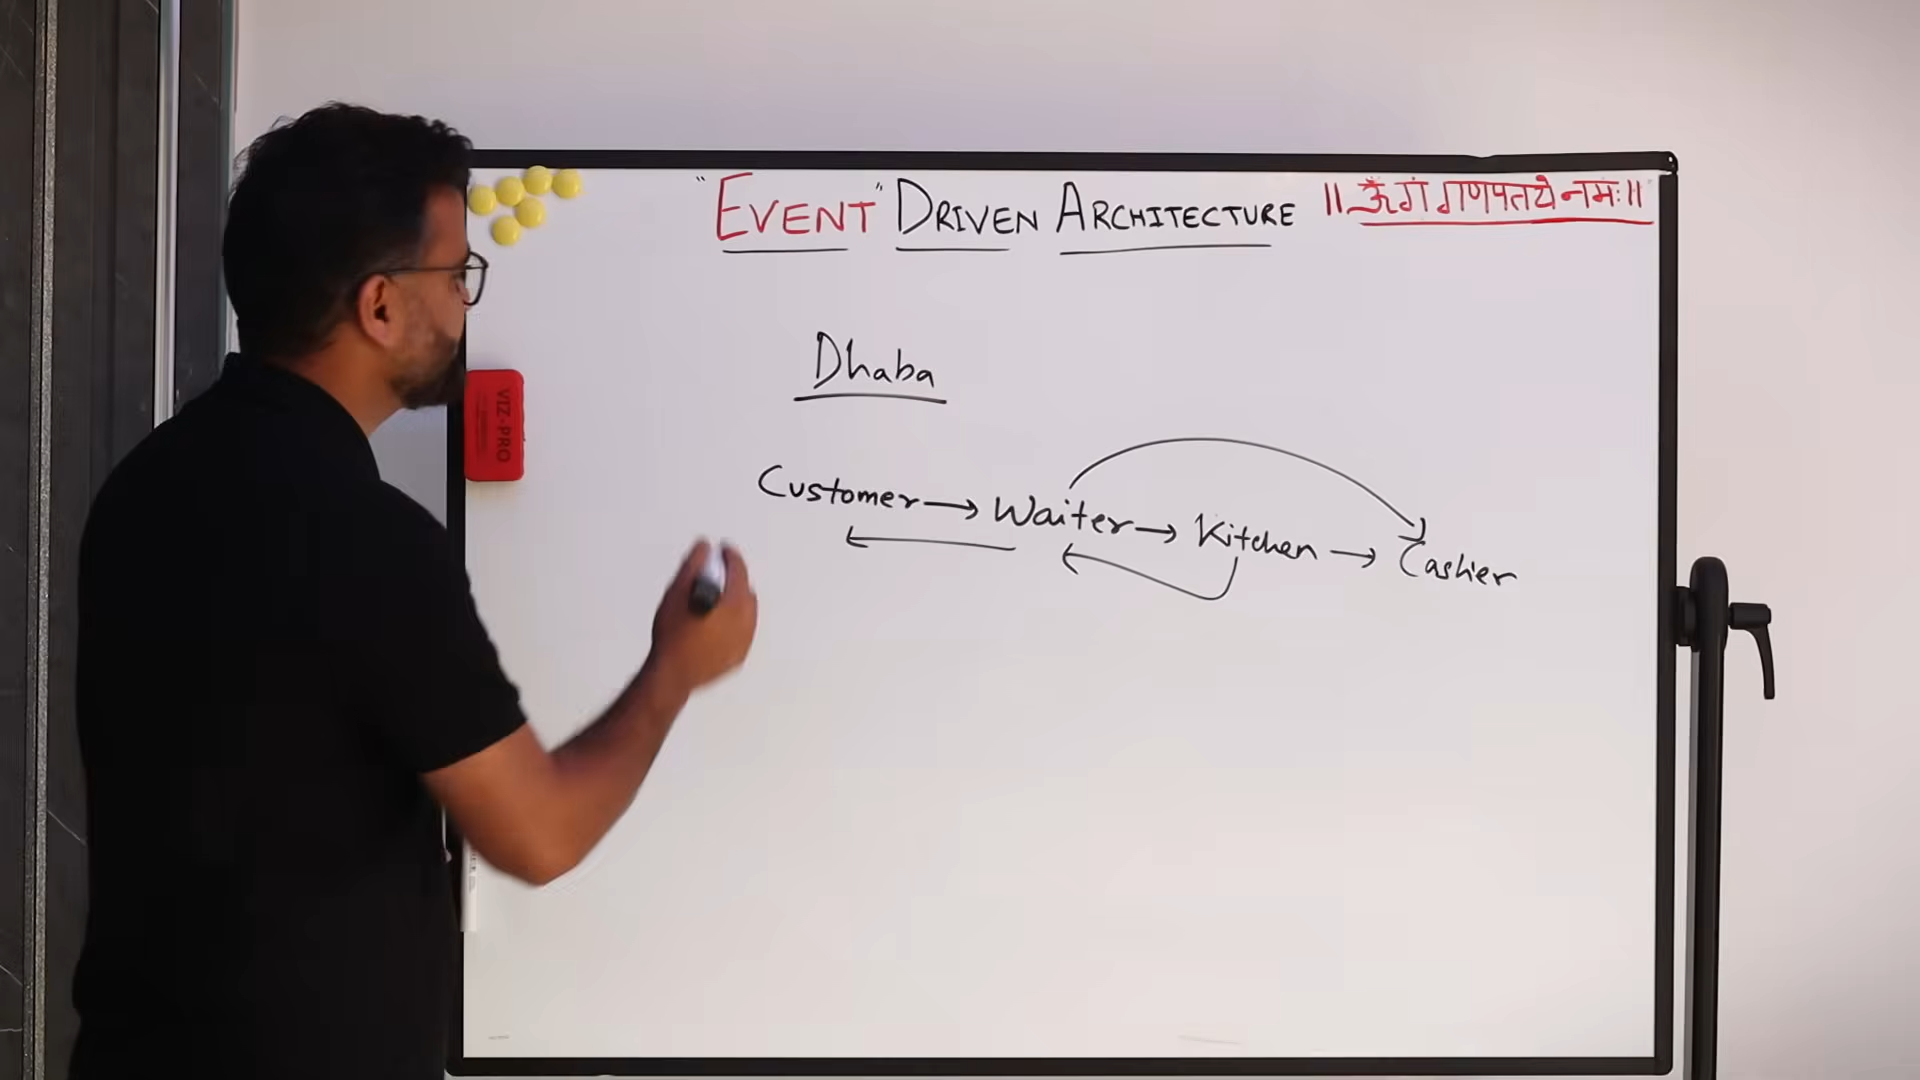 "EVENT" DRIVEN ARCHITECTURE
॥ ॐ गं गणपतये नमः ॥
Dhaba
Customer → Waiter → Kitchen → Cashier
VIZ-PRO